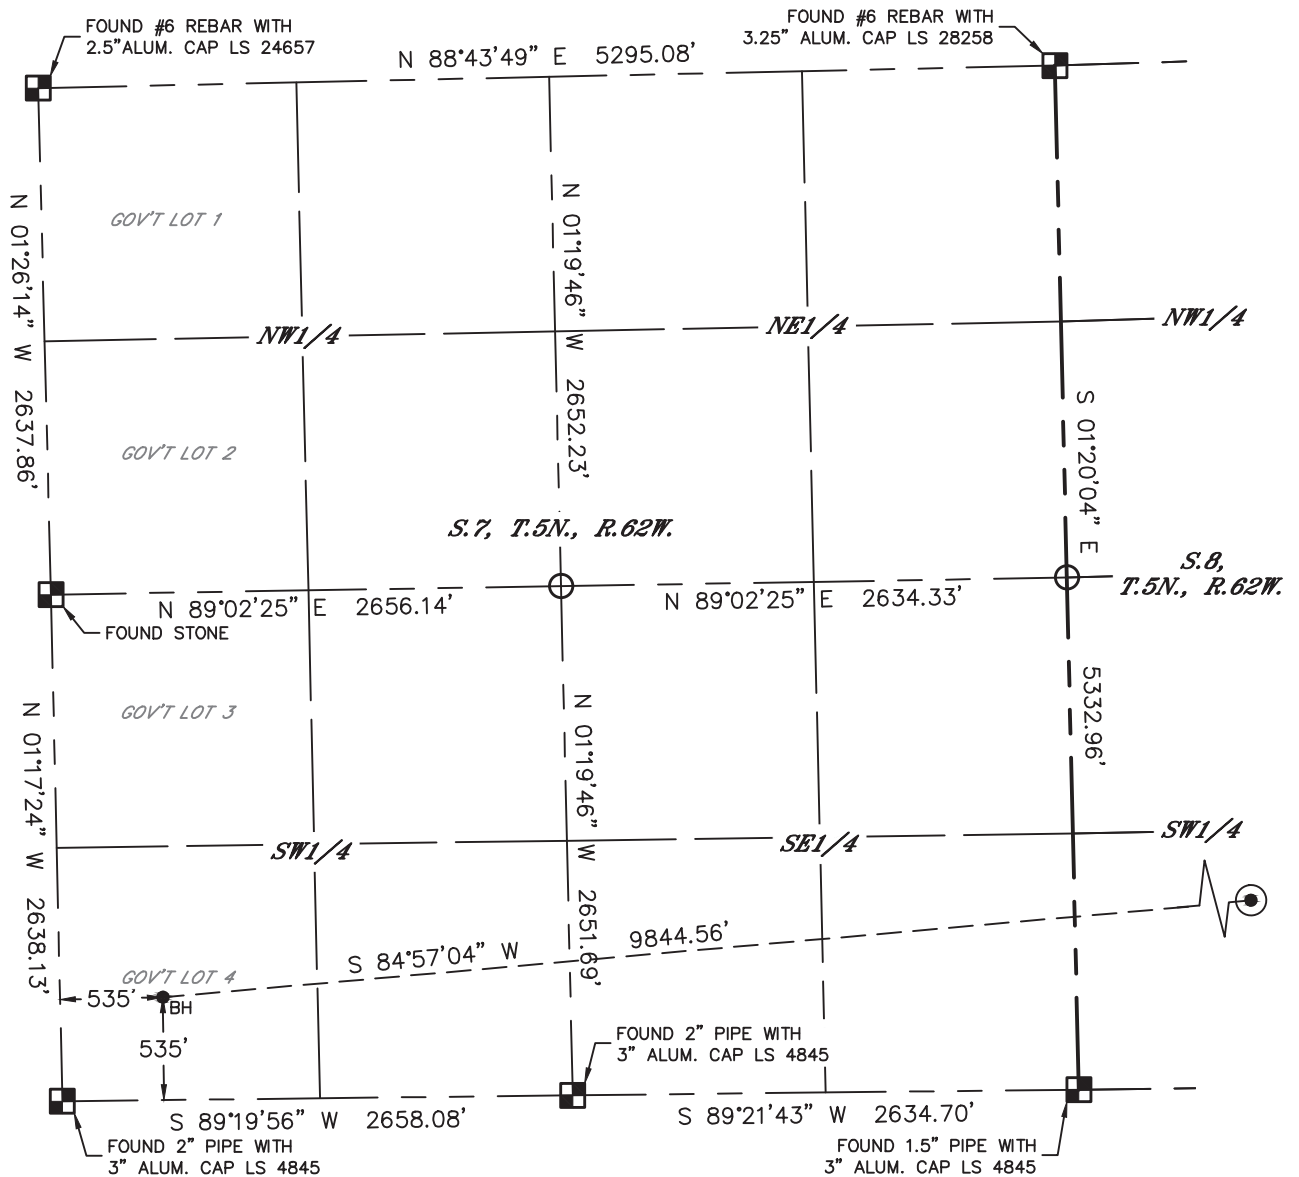 FOUND #6 REBAR WITH
2.5”ALUM. CAP LS 24657
N 88°43'49” E 5295.08'
FOUND #6 REBAR WITH
3.25” ALUM. CAP LS 28258
N 01°26'14” W 2637.86'
GOV'T LOT 1
N 01°19'46” W 2652.23'
NW1/4
NE1/4
NW1/4
S 01°20'04” E
5332.96'
GOV'T LOT 2
S.7, T.5N., R.62W.
S.8,
T.5N., R.62W.
N 89°02'25” E 2656.14'
N 89°02'25” E 2634.33'
FOUND STONE
N 01°17'24” W 2638.13'
GOV'T LOT 3
N 01°19'46” W 2651.69'
SW1/4
SE1/4
SW1/4
S 84°57'04” W 9844.56'
GOV'T LOT 4
535'
BH
535'
FOUND 2” PIPE WITH
3” ALUM. CAP LS 4845
S 89°19'56” W 2658.08'
S 89°21'43” W 2634.70'
FOUND 2” PIPE WITH
3” ALUM. CAP LS 4845
FOUND 1.5” PIPE WITH
3” ALUM. CAP LS 4845